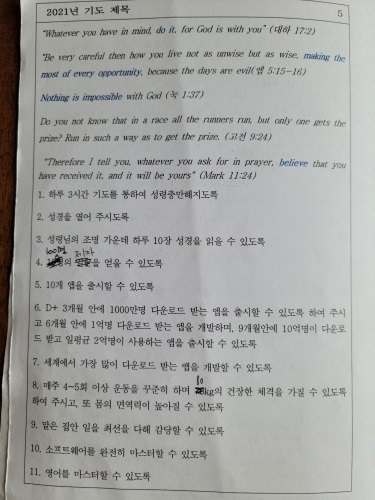 2021년 기도 제목 5
"Whatever you have in mind, do it, for God is with you" (대하 17:2)
"Be very careful then how you live not as unwise but as wise, making the
most of every opportunity, because the days are evil(엡 5:15-16)
Nothing is impossible with God (눅 1:37)
Do you not know that in a race all the runners run, but only one gets the
prize? Run in such a way as to get the prize. (고전 9:24)
"Therefore I tell you, whatever you ask for in prayer, believe that you
have received it, and it will be yours" (Mark 11:24)
1. 하루 3시간 기도를 통하여 성령충만해지도록
2. 성경을 열어 주시도록
3. 성령님의 조명 가운데 하루 10장 성경을 읽을 수 있도록
제자
4. 의 을 얻을 수 있도록
5. 10개 앱을 출시할 수 있도록
6. D+ 3개월 안에 1000만명 다운로드 받는 앱을 출시할 수 있도록 하여 주시
고 6개월 안에 1억명 다운로드 받는 앱을 개발하며, 9개월안에 10억명이 다운로
드 받고 일평균 2억명이 사용하는 앱을 출시할 수 있도록
7. 세계에서 가장 많이 다운로드 받는 앱을 개발할 수 있도록
10
8. 매주 4~5회 이상 운동을 꾸준히 하며 kg의 건장한 체격을 가질 수 있도록
하여 주시고, 또 몸의 면역력이 높아질 수 있도록
9. 맡은 집안 일을 최선을 다해 감당할 수 있도록
10. 소프트웨어를 완전히 마스터할 수 있도록
11. 영어를 마스터할 수 있도록